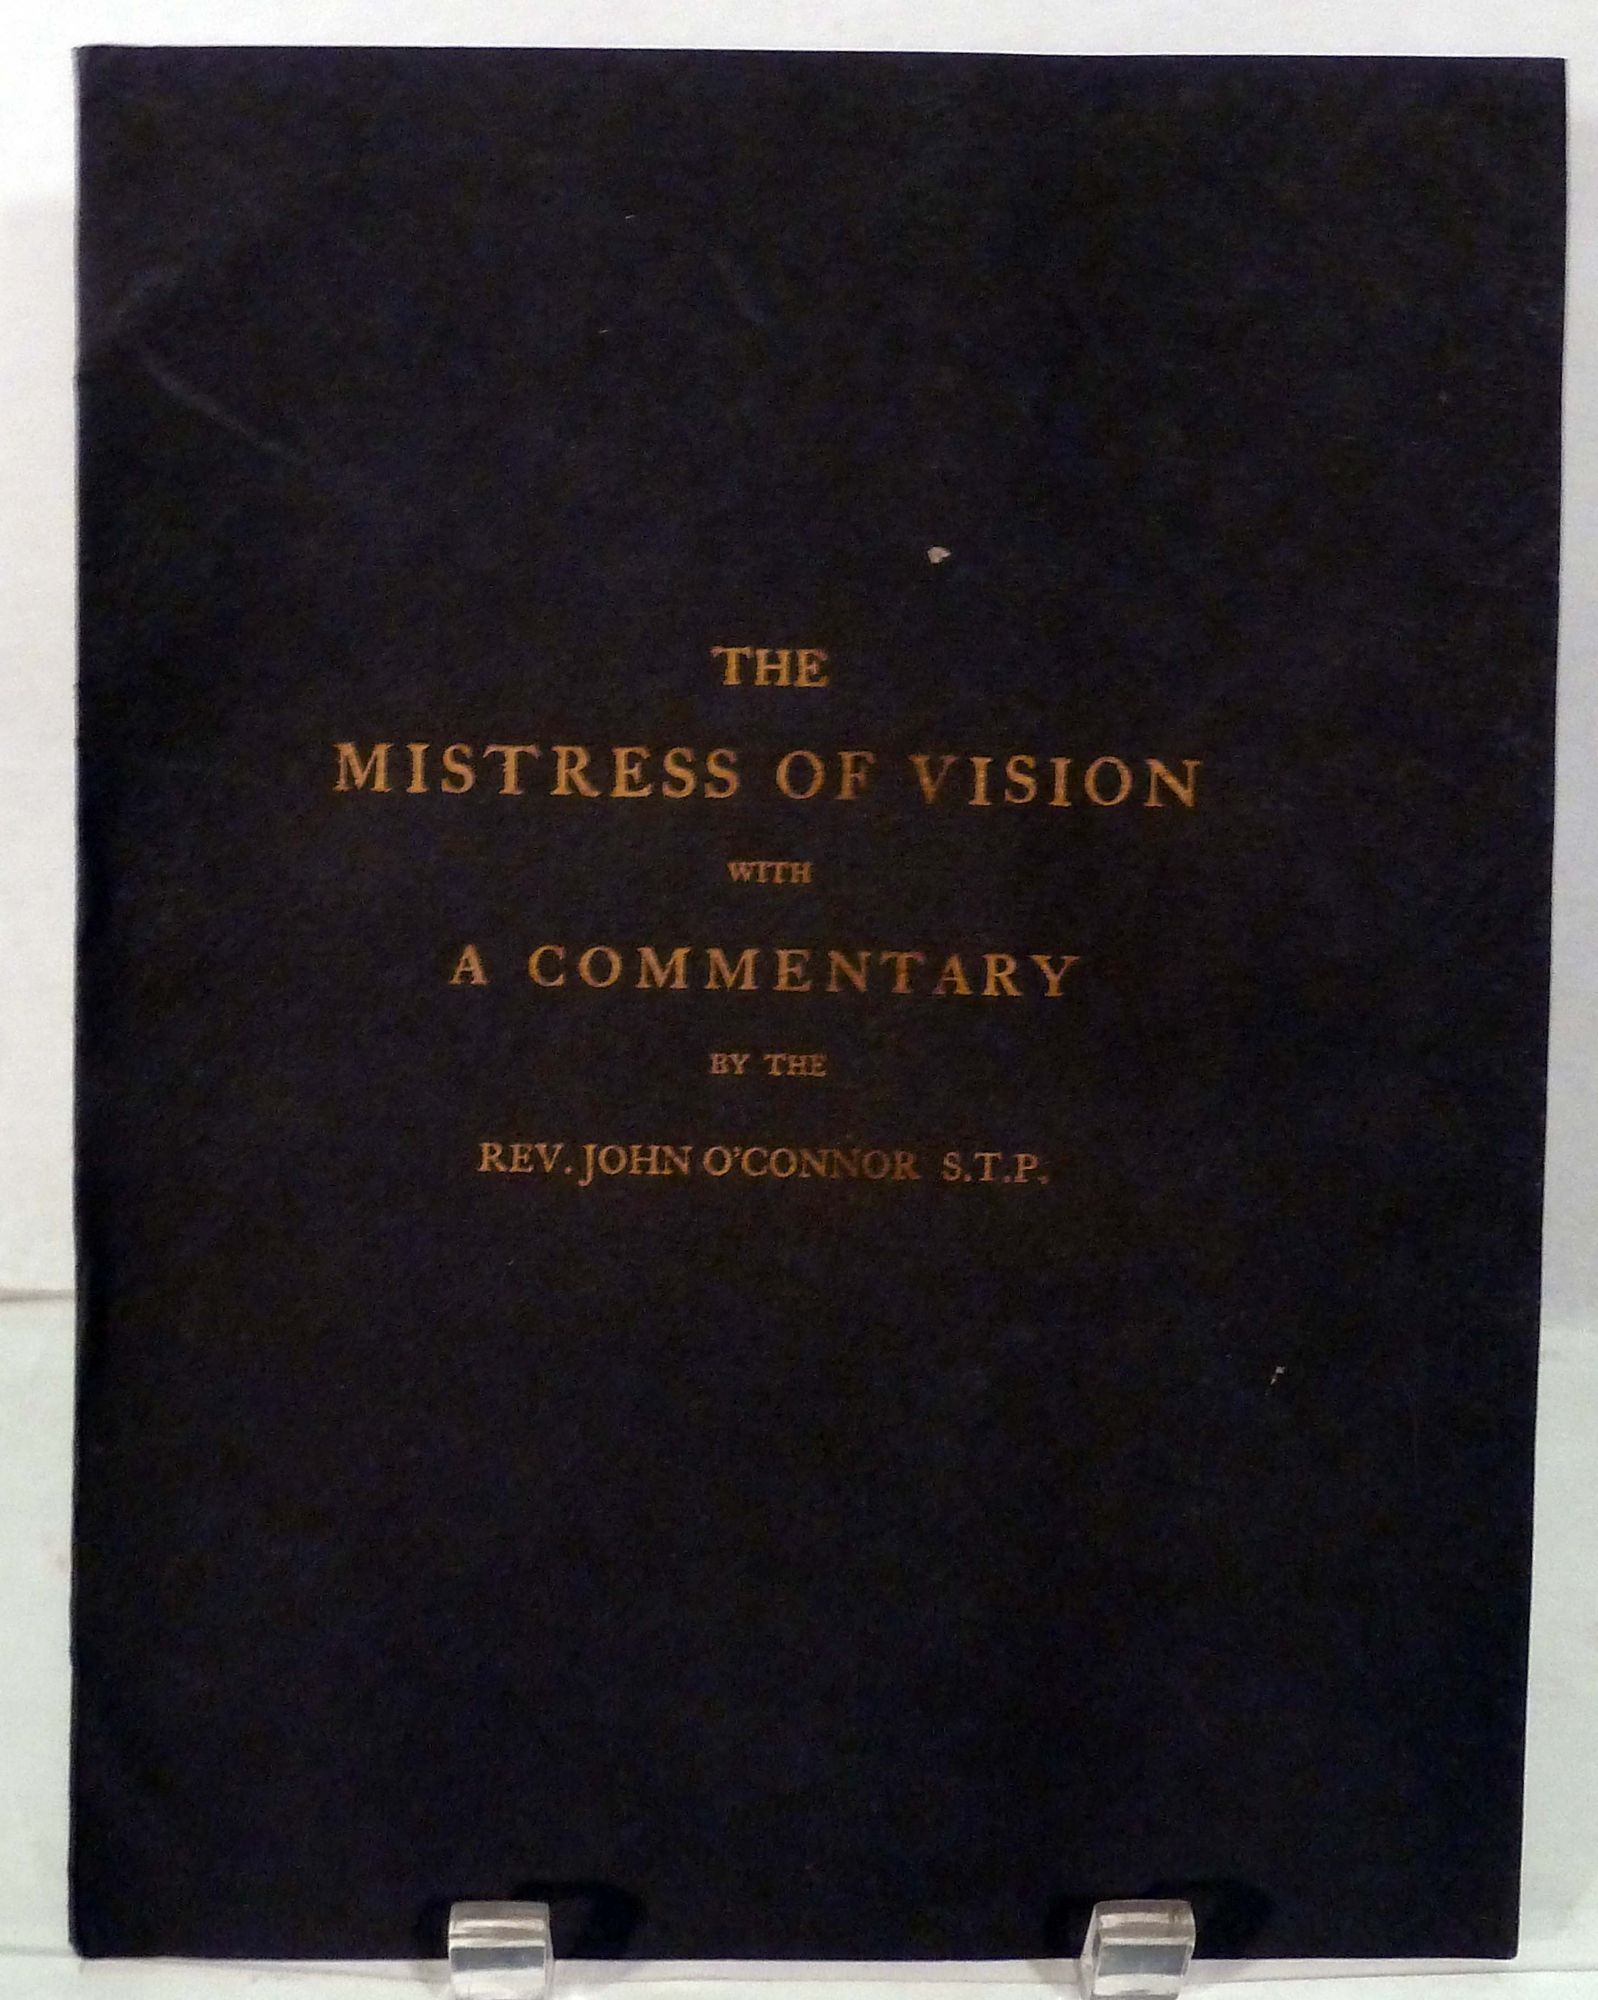 THE
MISTRESS OF VISION
WITH
A COMMENTARY
BY THE
REV. JOHN O'CONNOR S.T.P.